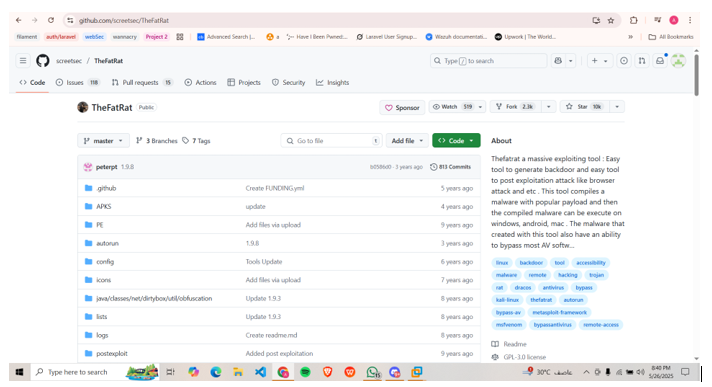 github.com/screetsec/TheFatRat
filament auth/laravel webSec wannacry Project 2 Advanced Search |... Have I Been Pwned:... Laravel User Signup... Wazuh documentati... Upwork | The World... » All Bookmarks
screetsec / TheFatRat
Type / to search
Code Issues 118 Pull requests 15 Actions Projects Security Insights
TheFatRat Public
Sponsor Watch 519 Fork 2.3k Star 10k
master 3 Branches 7 Tags Go to file t Add file Code
peterpt 1.9.8 · 3 years ago 813 Commits
.github Create FUNDING.yml 5 years ago
APKS update 4 years ago
PE Add files via upload 9 years ago
autorun 1.9.8 3 years ago
config Tools Update 6 years ago
icons Add files via upload 7 years ago
java/classes/net/dirtybox/util/obfuscation Update 1.9.3 8 years ago
lists Update 1.9.3 8 years ago
logs Create readme.md 8 years ago
postexploit Added post exploitation 9 years ago
About
Thefatrat a massive exploiting tool : Easy
tool to generate backdoor and easy tool
to post exploitation attack like browser
attack and etc . This tool compiles a
malware with popular payload and then
the compiled malware can be execute on
windows, android, mac . The malware that
created with this tool also have an ability
to bypass most AV softw...
linux backdoor tool accessibility
malware remote hacking trojan
rat dracos antivirus bypass
kali-linux thefatrat autorun
bypass-av metasploit-framework
msfvenom bypassantivirus remote-access
Readme
GPL-3.0 license
Type here to search
30°C عاصف
8:40 PM
5/26/2025